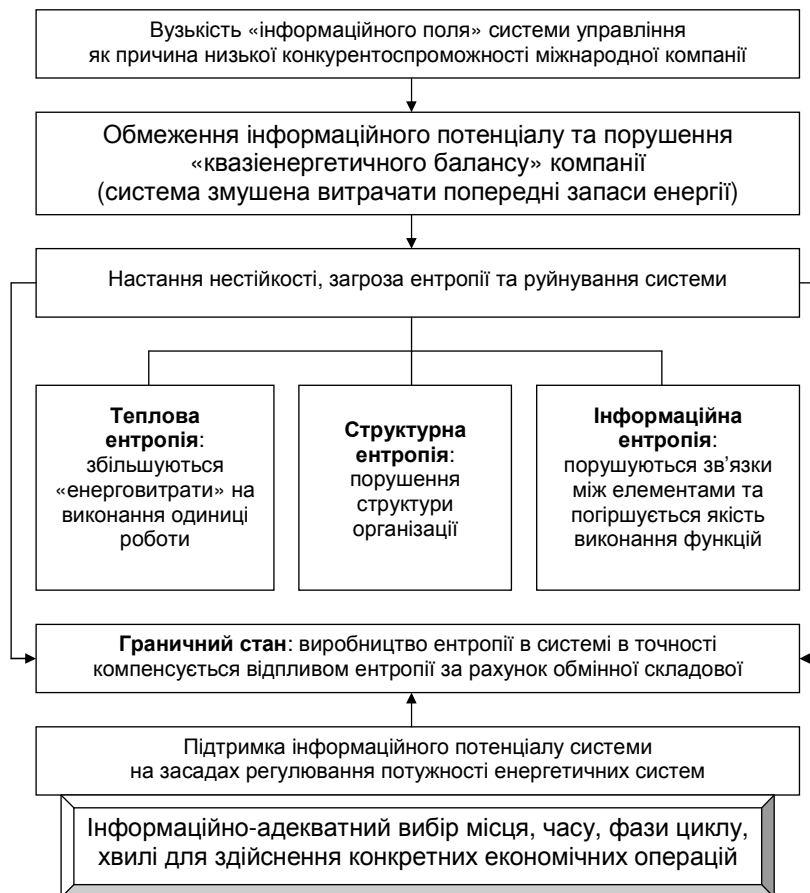 Вузькість «інформаційного поля» системи управління
як причина низької конкурентоспроможності міжнародної компанії
Обмеження інформаційного потенціалу та порушення
«квазіенергетичного балансу» компанії
(система змушена витрачати попередні запаси енергії)
Настання нестійкості, загроза ентропії та руйнування системи
Теплова
ентропія:
збільшуються
«енерговитрати» на
виконання одиниці
роботи
Структурна
ентропія:
порушення
структури
організації
Інформаційна
ентропія:
порушуються зв’язки
між елементами та
погіршується якість
виконання функцій
Граничний стан: виробництво ентропії в системі в точності
компенсується відпливом ентропії за рахунок обмінної складової
Підтримка інформаційного потенціалу системи
на засадах регулювання потужності енергетичних систем
Інформаційно-адекватний вибір місця, часу, фази циклу,
хвилі для здійснення конкретних економічних операцій